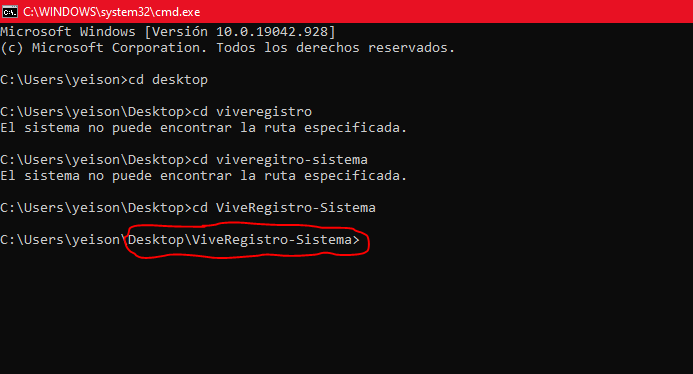 C:\WINDOWS\system32\cmd.exe
Microsoft Windows [Versión 10.0.19042.928]
(c) Microsoft Corporation. Todos los derechos reservados.
C:\Users\yeison>cd desktop
C:\Users\yeison\Desktop>cd viveregistro
El sistema no puede encontrar la ruta especificada.
C:\Users\yeison\Desktop>cd viveregitro-sistema
El sistema no puede encontrar la ruta especificada.
C:\Users\yeison\Desktop>cd ViveRegistro-Sistema
C:\Users\yeison\Desktop\ViveRegistro-Sistema>